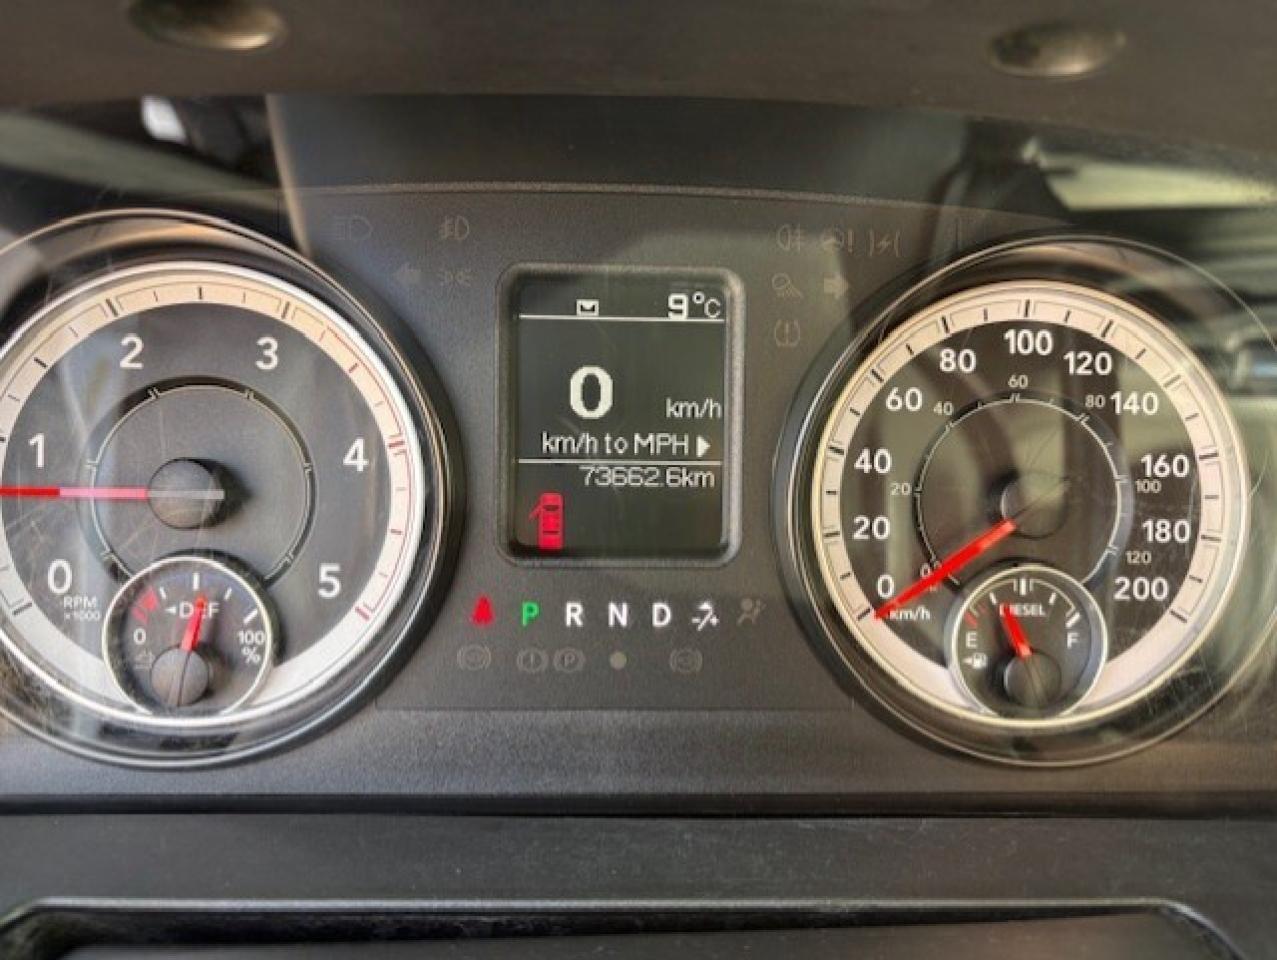 9°C
0 km/h
km/h to MPH
73662.6km
P R N D
0 1 2 3 4 5
RPM
x1000
DEF
0 100
%
0 20 40 60 80 100 120 140 160 180 200
km/h
0 20 40 60 80 100 120
DIESEL
E F